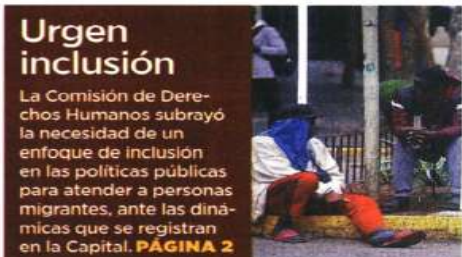 Urgen
inclusión
La Comisión de Dere-
chos Humanos subrayó
la necesidad de un
enfoque de inclusión
en las políticas públicas
para atender a personas
migrantes, ante las diná-
micas que se registran
en la Capital. PÁGINA 2